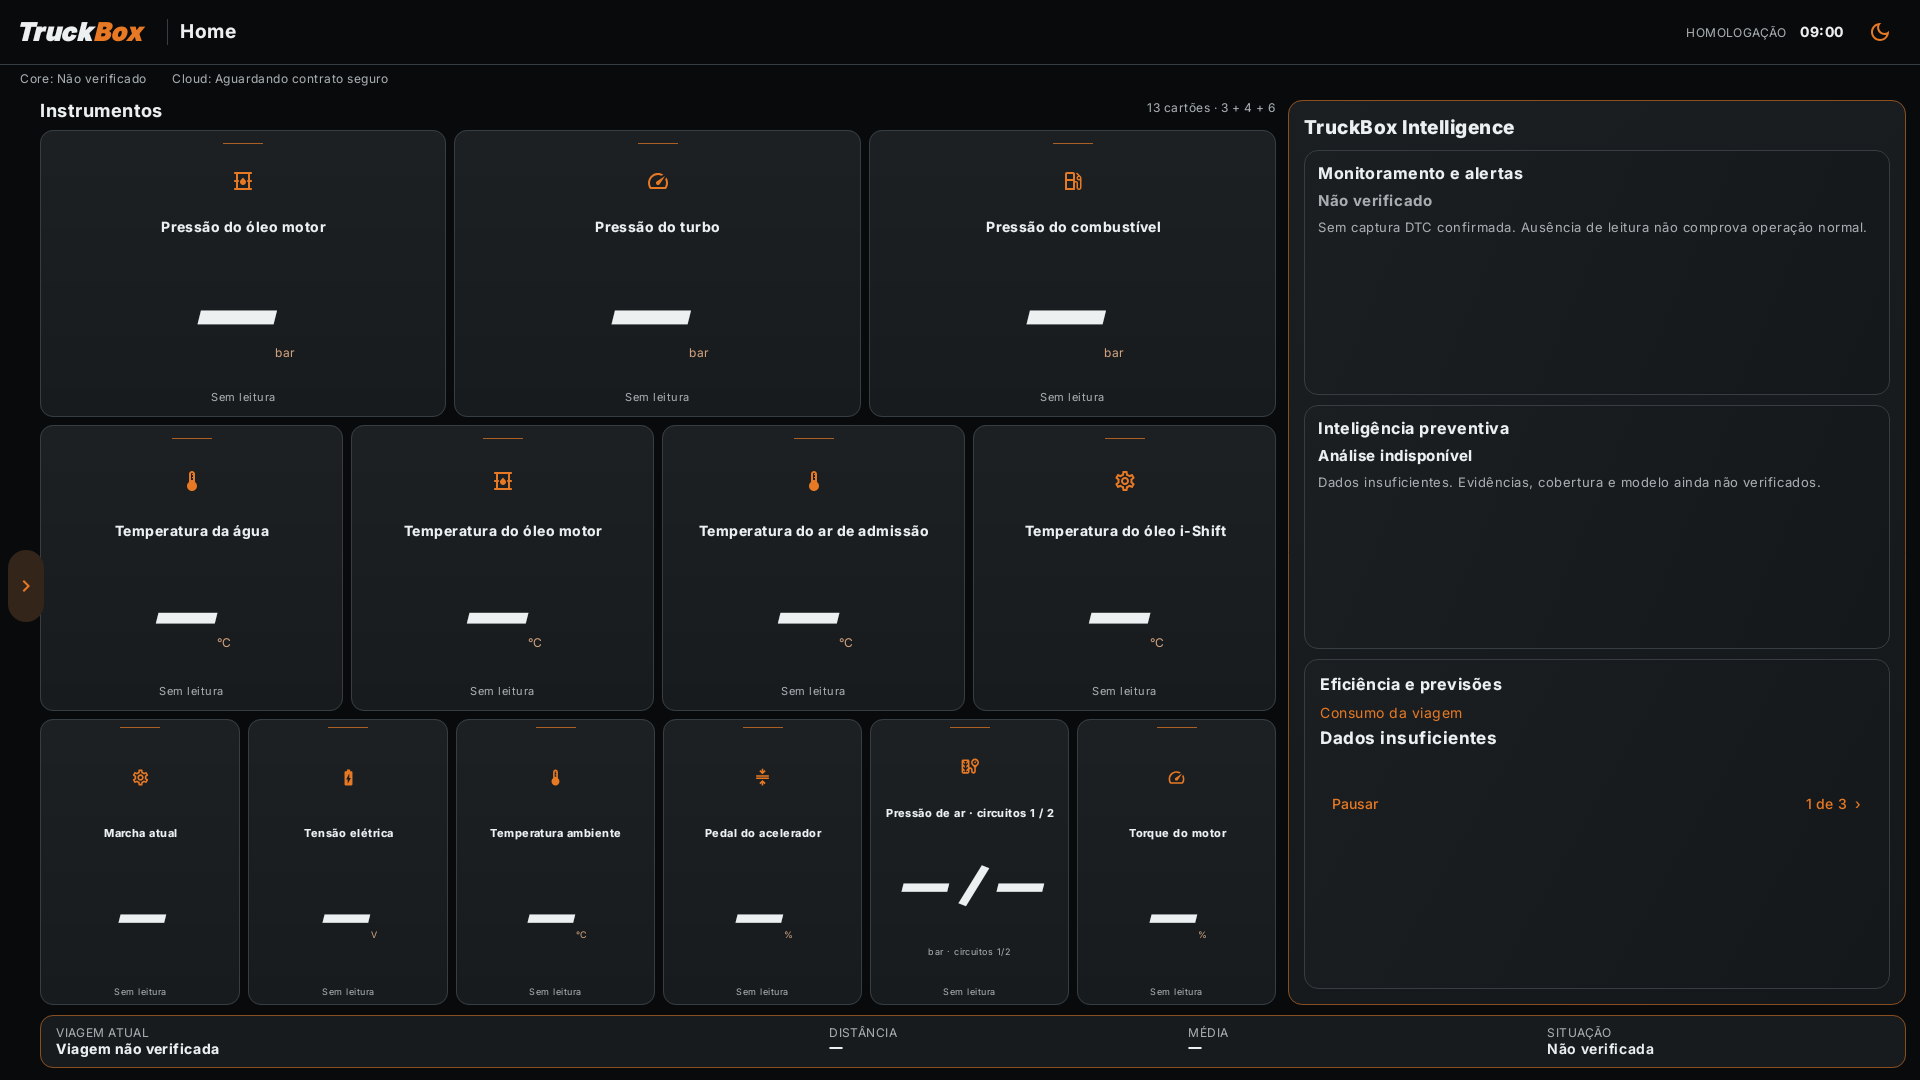 TruckBox
Home
HOMOLOGAÇÃO 09:00
Core: Não verificado
Cloud: Aguardando contrato seguro
Instrumentos
13 cartões · 3 + 4 + 6
Pressão do óleo motor
—
bar
Sem leitura
Pressão do turbo
—
bar
Sem leitura
Pressão do combustível
—
bar
Sem leitura
Temperatura da água
—
°C
Sem leitura
Temperatura do óleo motor
—
°C
Sem leitura
Temperatura do ar de admissão
—
°C
Sem leitura
Temperatura do óleo i-Shift
—
°C
Sem leitura
Marcha atual
—
Sem leitura
Tensão elétrica
—
V
Sem leitura
Temperatura ambiente
—
°C
Sem leitura
Pedal do acelerador
—
%
Sem leitura
Pressão de ar · circuitos 1 / 2
— / —
bar · circuitos 1/2
Sem leitura
Torque do motor
—
%
Sem leitura
TruckBox Intelligence
Monitoramento e alertas
Não verificado
Sem captura DTC confirmada. Ausência de leitura não comprova operação normal.
Inteligência preventiva
Análise indisponível
Dados insuficientes. Evidências, cobertura e modelo ainda não verificados.
Eficiência e previsões
Consumo da viagem
Dados insuficientes
Pausar
1 de 3 ›
VIAGEM ATUAL
Viagem não verificada
DISTÂNCIA
—
MÉDIA
—
SITUAÇÃO
Não verificada